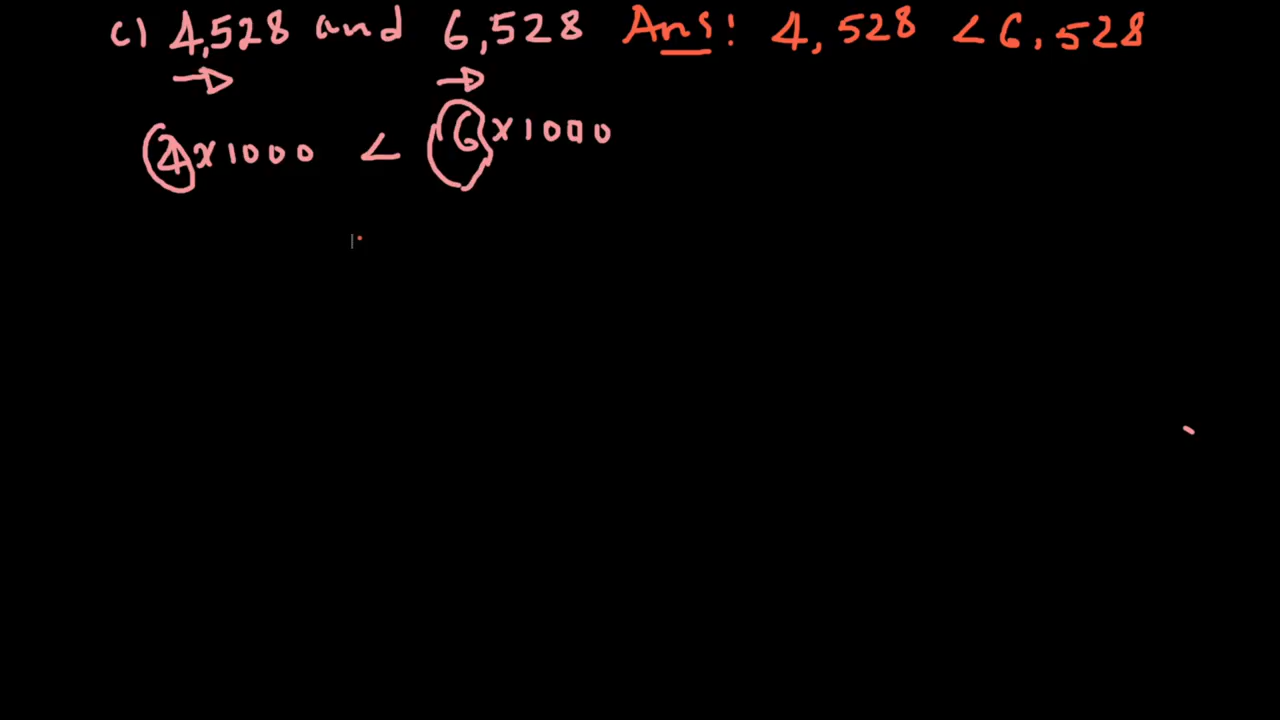 c) 4,528 and 6,528 Ans: 4,528 < 6,528
4 x 1000 < 6 x 1000